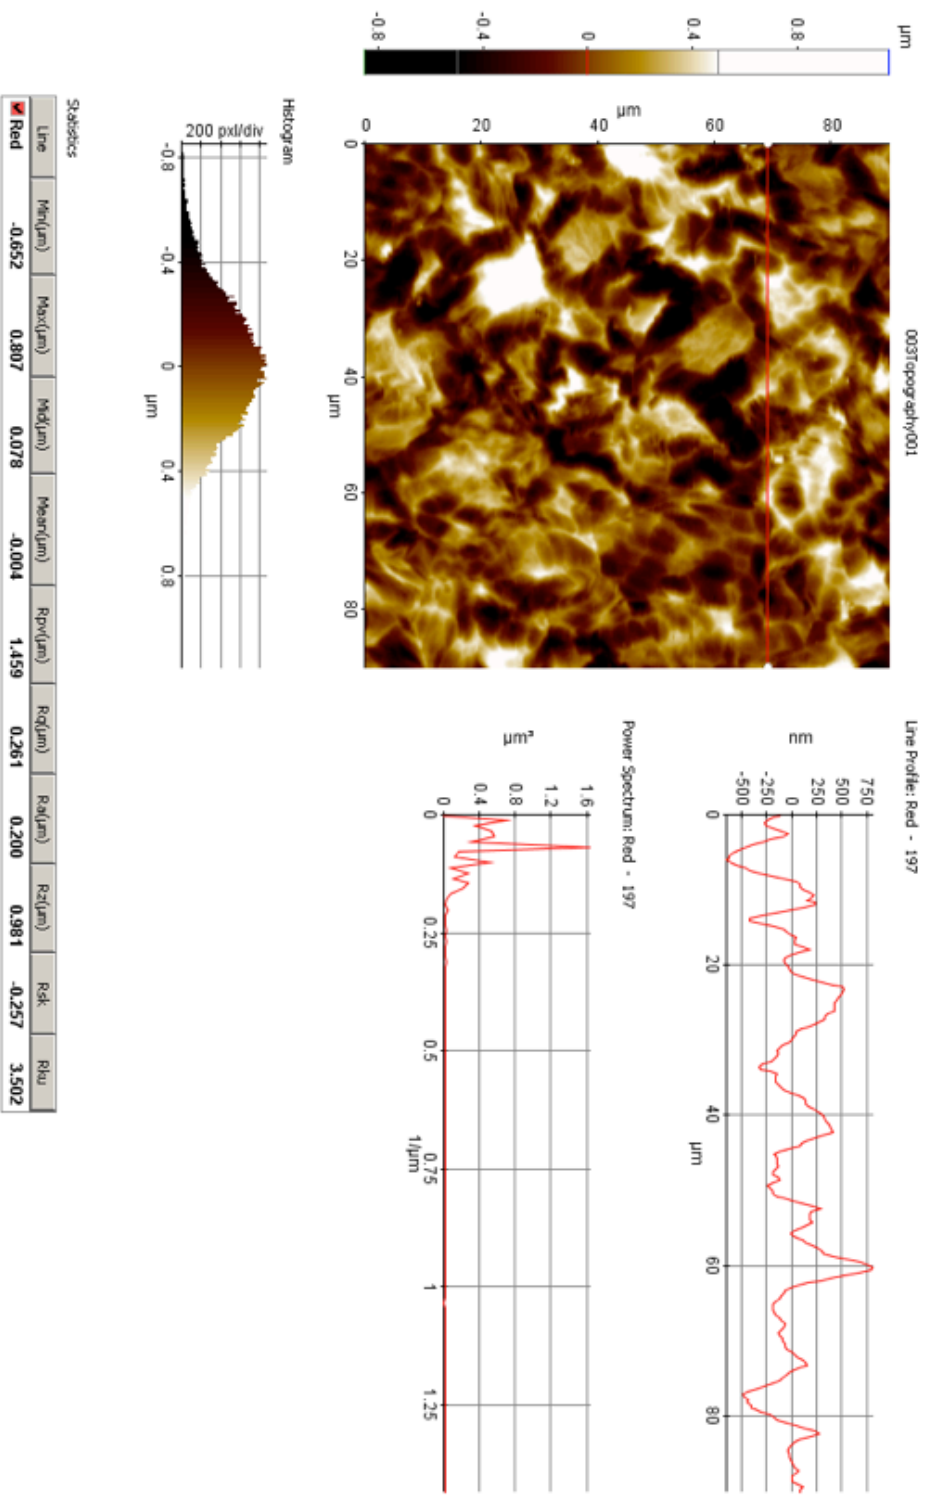 003Topography001
µm
0 20 40 60 80
µm
0 20 40 60 80
µm
-0.8 -0.4 0 0.4 0.8
Line Profile: Red - 197
nm
-500 -250 0 250 500 750
0 20 40 60 80
µm
Histogram
200 pxl/div
-0.8 -0.4 0 0.4 0.8
µm
Power Spectrum: Red - 197
µm³
0 0.4 0.8 1.2 1.6
0 0.25 0.5 0.75 1 1.25
1/µm
Statistics
Line Min(µm) Max(µm) Mid(µm) Mean(µm) Rpv(µm) Rq(µm) Ra(µm) Rz(µm) Rsk Rku
Red -0.652 0.807 0.078 -0.004 1.459 0.261 0.200 0.981 -0.257 3.502